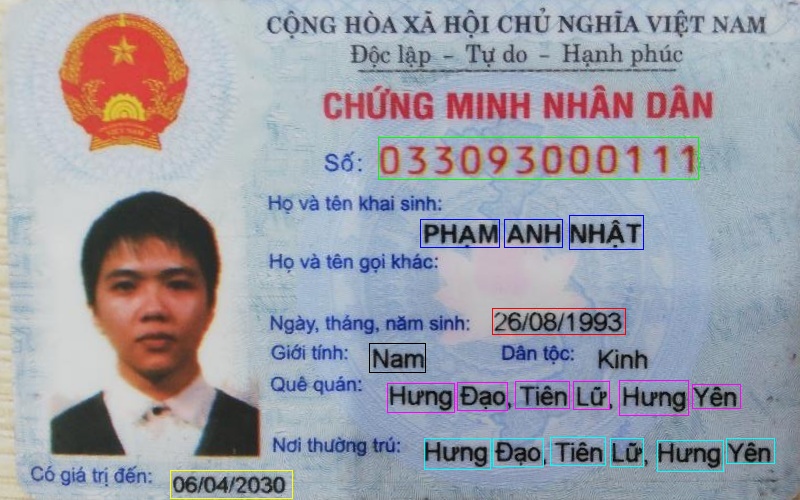 CỘNG HÒA XÃ HỘI CHỦ NGHĨA VIỆT NAM
Độc lập - Tự do - Hạnh phúc
CHỨNG MINH NHÂN DÂN
Số: 033093000111
Họ và tên khai sinh:
PHẠM ANH NHẬT
Họ và tên gọi khác:
Ngày, tháng, năm sinh: 26/08/1993
Giới tính: Nam Dân tộc: Kinh
Quê quán: Hưng Đạo, Tiên Lữ, Hưng Yên
Nơi thường trú: Hưng Đạo, Tiên Lữ, Hưng Yên
Có giá trị đến: 06/04/2030